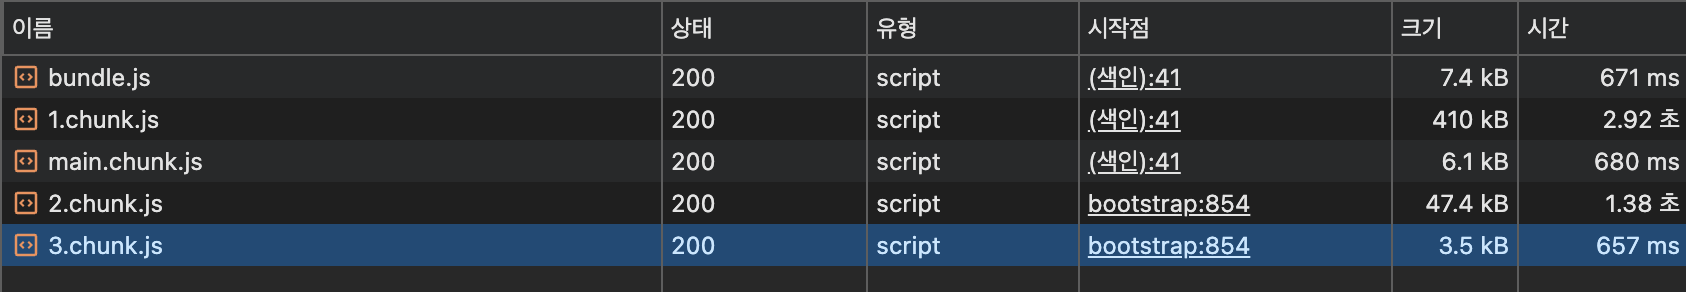 이름 상태 유형 시작점 크기 시간
bundle.js 200 script (색인):41 7.4 kB 671 ms
1.chunk.js 200 script (색인):41 410 kB 2.92 초
main.chunk.js 200 script (색인):41 6.1 kB 680 ms
2.chunk.js 200 script bootstrap:854 47.4 kB 1.38 초
3.chunk.js 200 script bootstrap:854 3.5 kB 657 ms